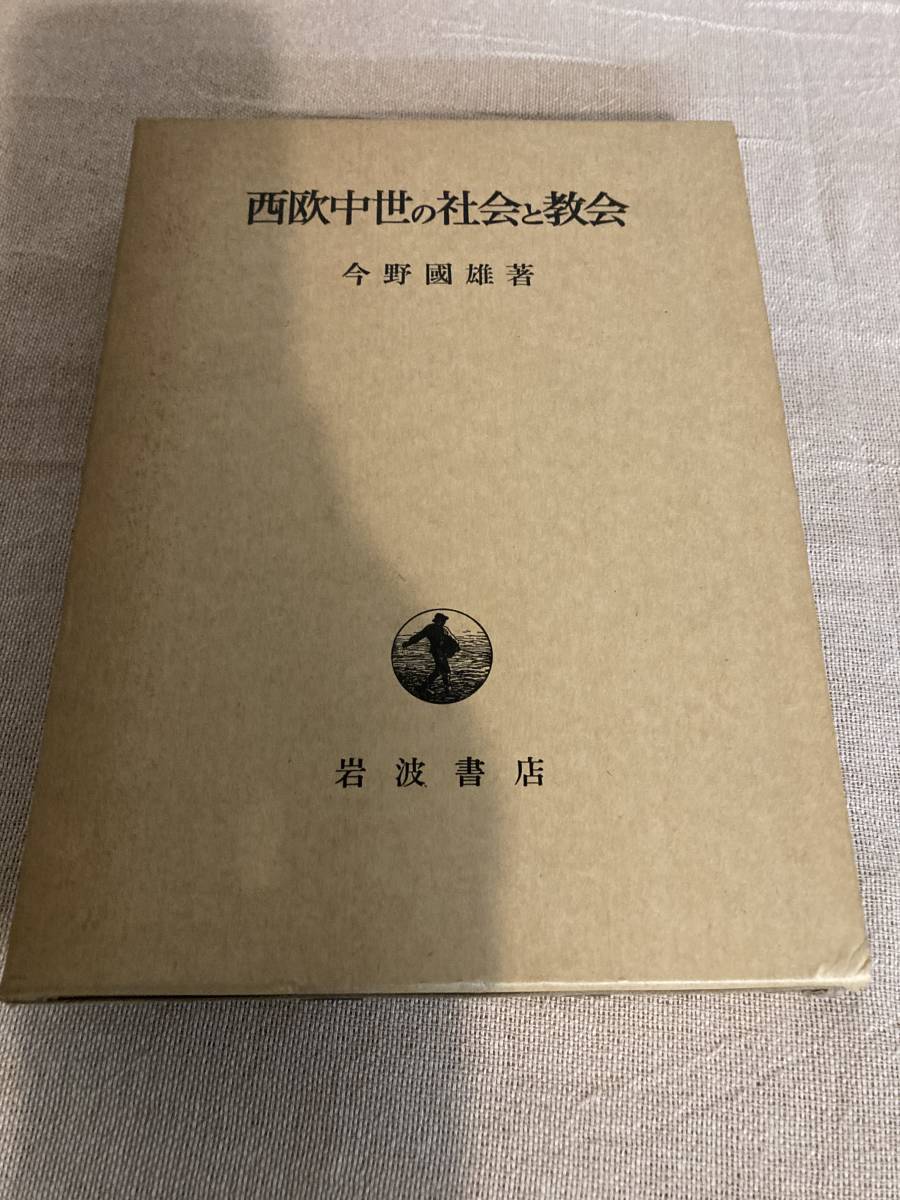 西欧中世の社会と教会
今野國雄著
岩波書店